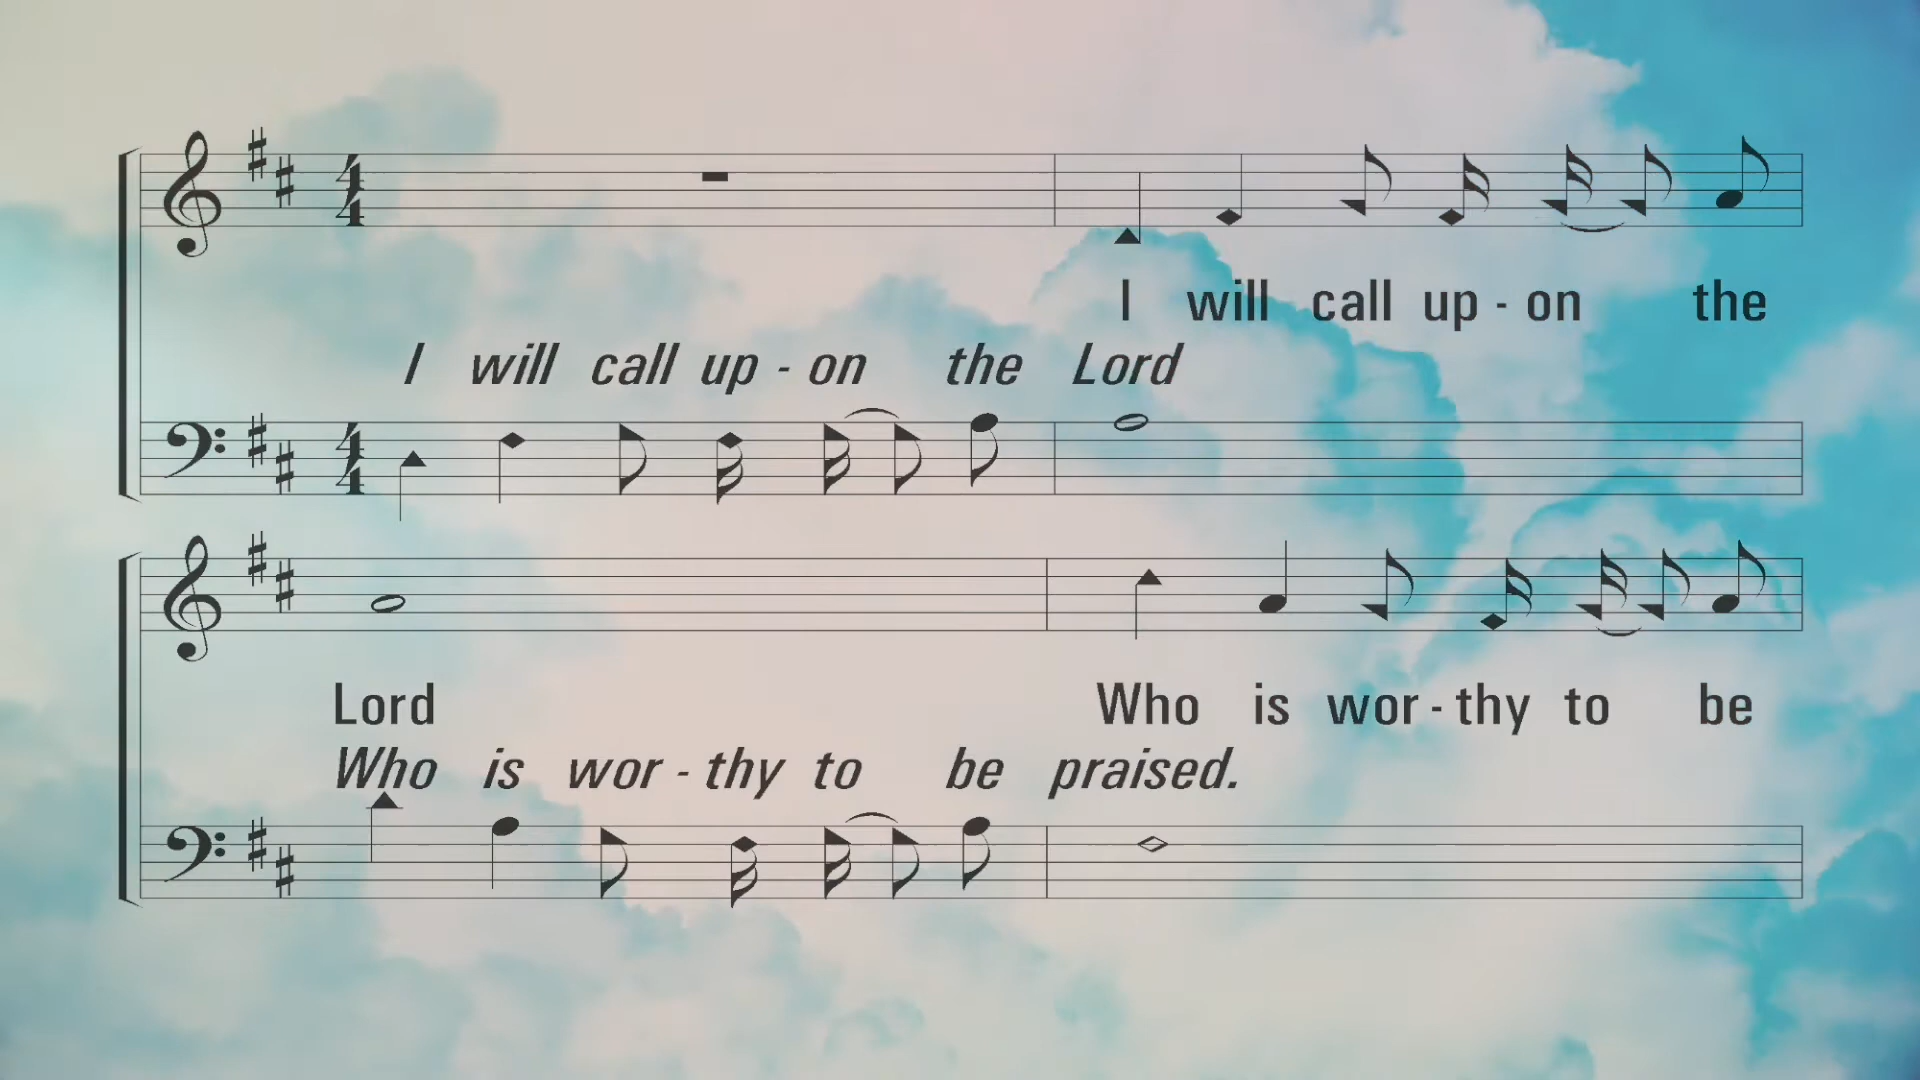 I will call up - on the
I will call up - on the Lord
Lord Who is wor - thy to be
Who is wor - thy to be praised.